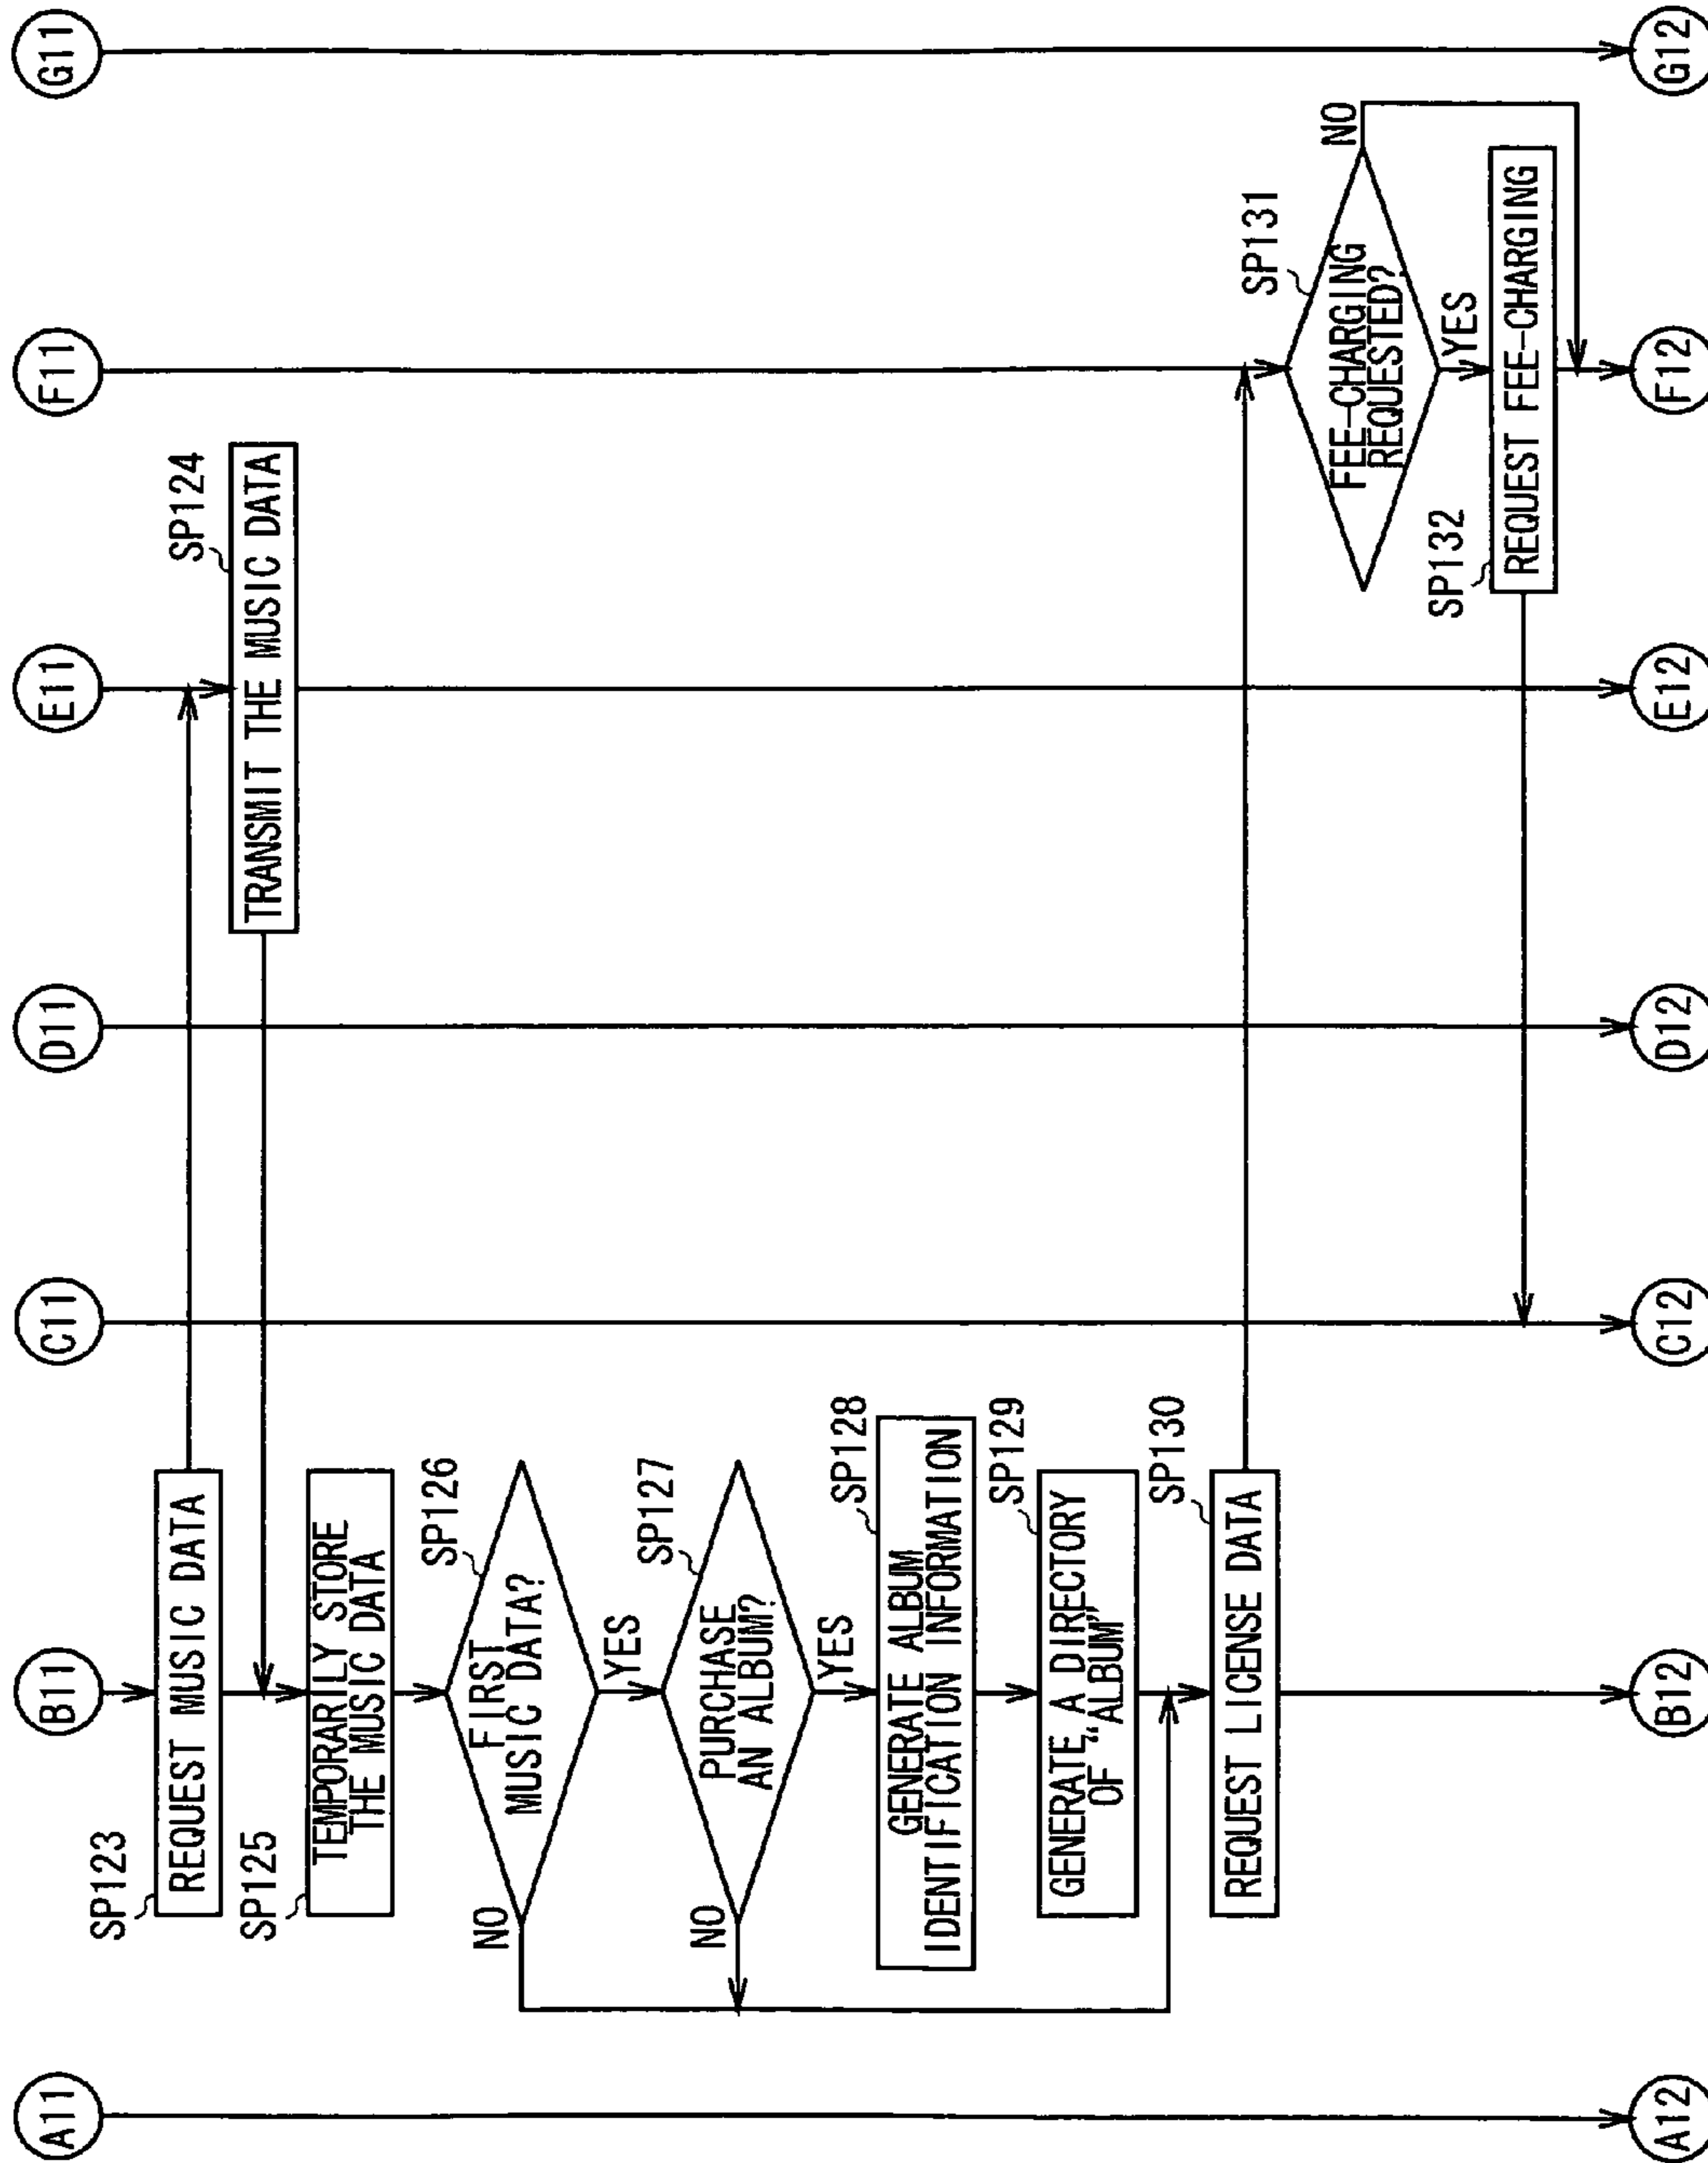 A11
B11
C11
D11
E11
F11
G11
SP123
REQUEST MUSIC DATA
SP124
TRANSMIT THE MUSIC DATA
SP125
TEMPORARILY STORE
THE MUSIC DATA
SP126
FIRST
MUSIC DATA?
NO
YES
SP127
PURCHASE
AN ALBUM?
NO
YES
SP128
GENERATE ALBUM
IDENTIFICATION INFORMATION
SP129
GENERATE A DIRECTORY
OF "ALBUM"
SP130
REQUEST LICENSE DATA
SP131
FEE-CHARGING
REQUESTED?
NO
YES
SP132
REQUEST FEE-CHARGING
A12
B12
C12
D12
E12
F12
G12